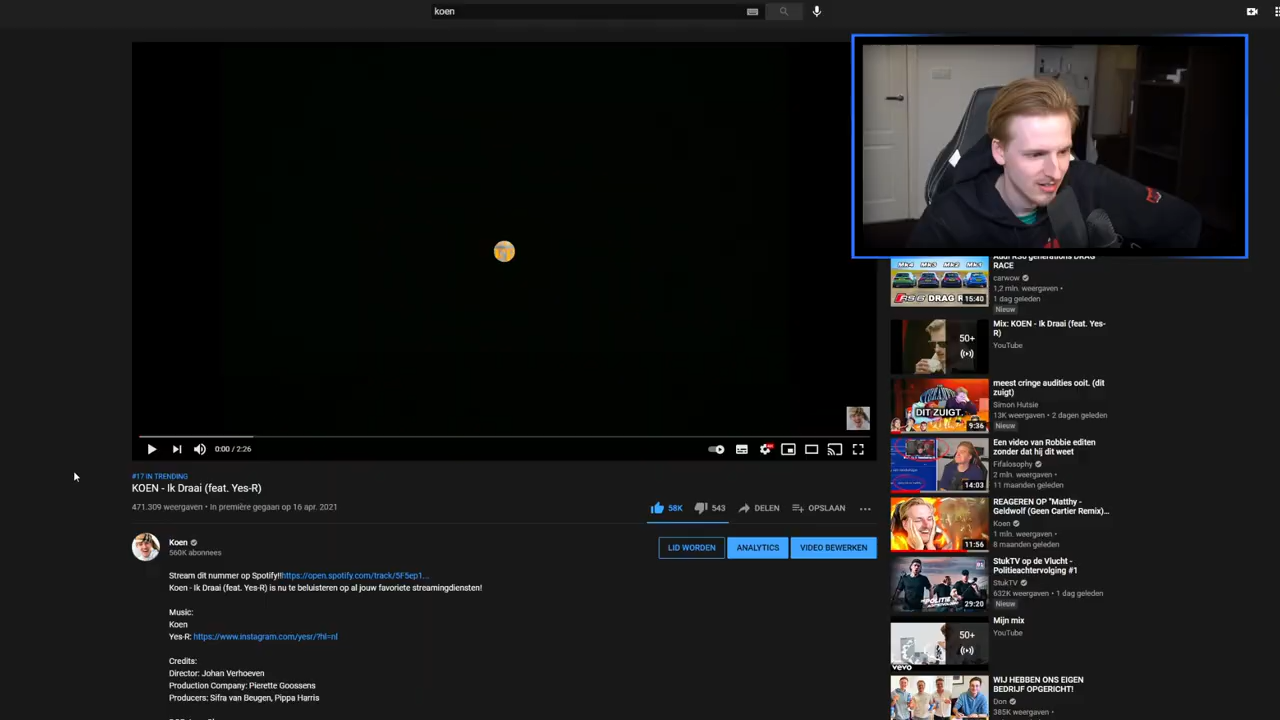 koen
0:00 / 2:26
#17 IN TRENDING
KOEN - Ik Draai (feat. Yes-R)
471.309 weergaven • In première gegaan op 16 apr. 2021
58K
543
DELEN
OPSLAAN
Koen
560K abonnees
LID WORDEN
ANALYTICS
VIDEO BEWERKEN
Stream dit nummer op Spotify!!https://open.spotify.com/track/5F5ep1...
Koen - Ik Draai (feat. Yes-R) is nu te beluisteren op al jouw favoriete streamingdiensten!
Music:
Koen
Yes-R: https://www.instagram.com/yesr/?hl=nl
Credits:
Director: Johan Verhoeven
Production Company: Pierette Goossens
Producers: Sifra van Beugen, Pippa Harris
Audi RS6 generations DRAG
RACE
carwow
1,2 mln. weergaven •
1 dag geleden
Nieuw
Mk4 Mk3 Mk2 Mk1
15:40
Mix: KOEN - Ik Draai (feat. Yes-
R)
YouTube
50+
meest cringe audities ooit. (dit
zuigt)
Simon Hutsie
13K weergaven • 2 dagen geleden
Nieuw
DIT ZUIGT.
9:36
Een video van Robbie editen
zonder dat hij dit weet
Fifalosophy
2 mln. weergaven •
11 maanden geleden
14:03
REAGEREN OP "Matthy -
Geldwolf (Geen Cartier Remix)...
Koen
1 mln. weergaven •
8 maanden geleden
11:56
StukTV op de Vlucht -
Politieachtervolging #1
StukTV
632K weergaven • 1 dag geleden
Nieuw
POLITIE
29:20
Mijn mix
YouTube
50+
vevo
WIJ HEBBEN ONS EIGEN
BEDRIJF OPGERICHT!
Don
385K weergaven •